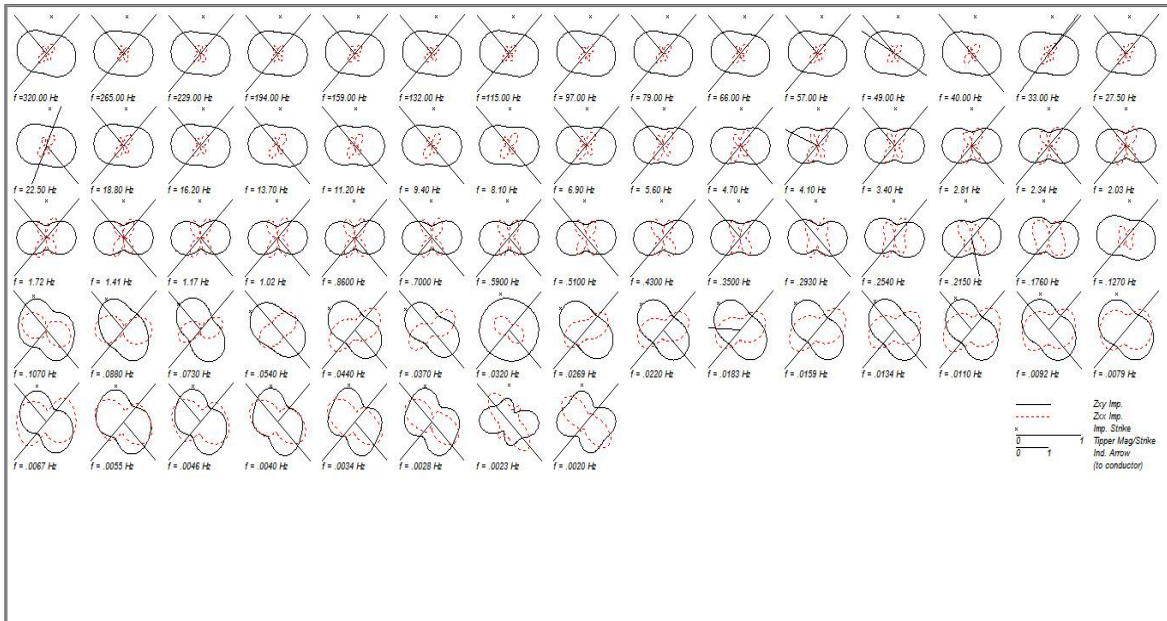 f =320.00 Hz f =265.00 Hz f =229.00 Hz f =194.00 Hz f =159.00 Hz f =132.00 Hz f =115.00 Hz f = 97.00 Hz f = 79.00 Hz f = 66.00 Hz f = 57.00 Hz f = 49.00 Hz f = 40.00 Hz f = 33.00 Hz f = 27.50 Hz
f = 22.50 Hz f = 18.80 Hz f = 16.20 Hz f = 13.70 Hz f = 11.20 Hz f = 9.40 Hz f = 8.10 Hz f = 6.90 Hz f = 5.60 Hz f = 4.70 Hz f = 4.10 Hz f = 3.40 Hz f = 2.81 Hz f = 2.34 Hz f = 2.03 Hz
f = 1.72 Hz f = 1.41 Hz f = 1.17 Hz f = 1.02 Hz f = .8600 Hz f = .7000 Hz f = .5900 Hz f = .5100 Hz f = .4300 Hz f = .3500 Hz f = .2930 Hz f = .2540 Hz f = .2150 Hz f = .1760 Hz f = .1270 Hz
f = .1070 Hz f = .0880 Hz f = .0730 Hz f = .0540 Hz f = .0440 Hz f = .0370 Hz f = .0320 Hz f = .0269 Hz f = .0220 Hz f = .0183 Hz f = .0159 Hz f = .0134 Hz f = .0110 Hz f = .0092 Hz f = .0079 Hz
f = .0067 Hz f = .0055 Hz f = .0046 Hz f = .0040 Hz f = .0034 Hz f = .0028 Hz f = .0023 Hz f = .0020 Hz
Zxy Imp.
Zxx Imp.
x Imp. Strike
0 1 Tipper Mag/Strike
0 1 Ind. Arrow
(to conductor)